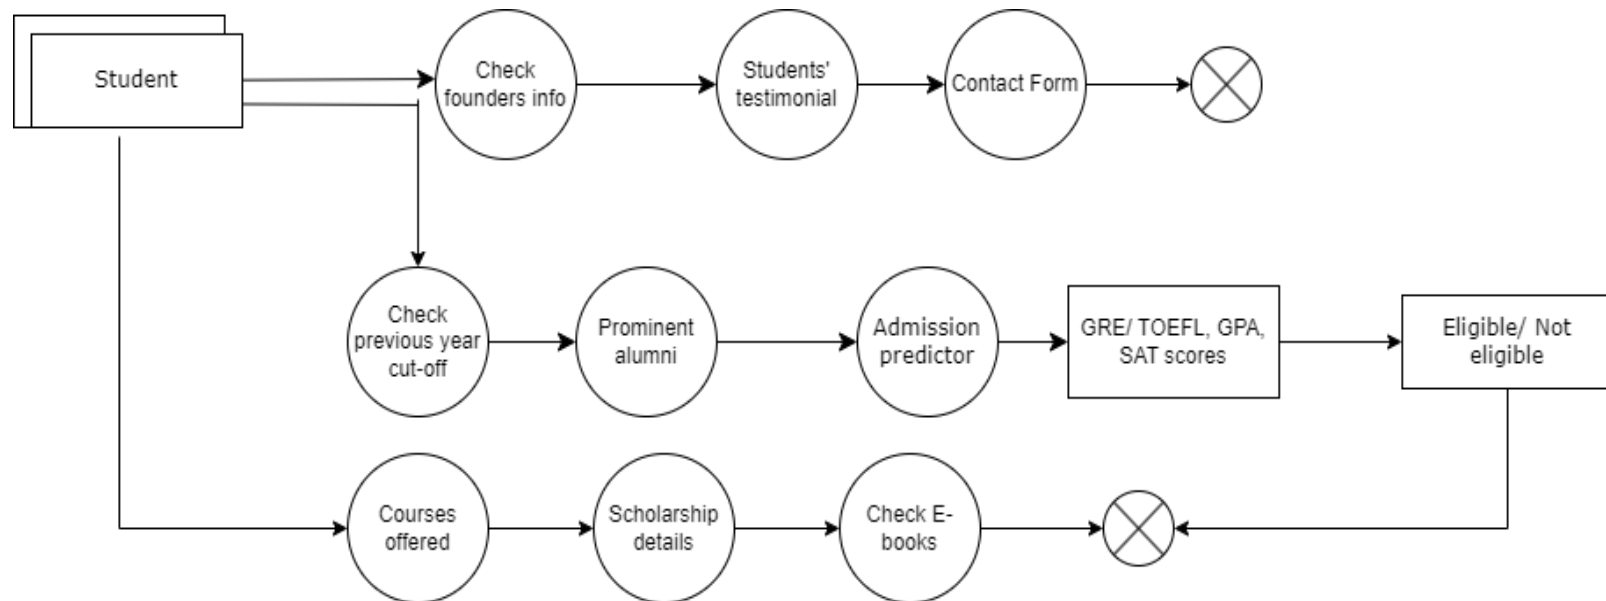 Student
Check
founders info
Students'
testimonial
Contact Form
Check
previous year
cut-off
Prominent
alumni
Admission
predictor
GRE/ TOEFL, GPA,
SAT scores
Eligible/ Not
eligible
Courses
offered
Scholarship
details
Check E-
books